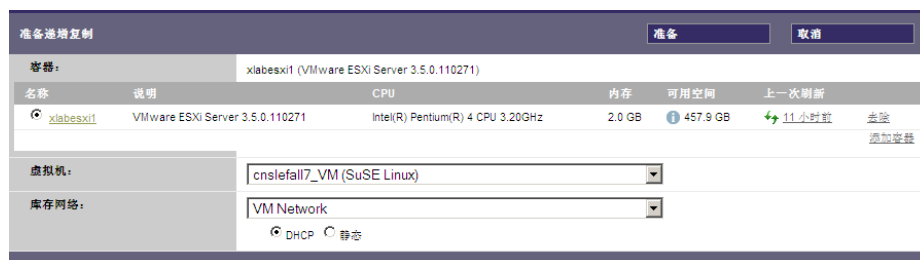 准备递增复制 准备 取消
容器： xlabesxi1 (VMware ESXi Server 3.5.0.110271)
名称 说明 CPU 内存 可用空间 上一次刷新
xlabesxi1 VMware ESXi Server 3.5.0.110271 Intel(R) Pentium(R) 4 CPU 3.20GHz 2.0 GB 457.9 GB 11 小时前 去除
添加容器
虚拟机： cnslefall7_VM (SuSE Linux)
库存网络： VM Network
DHCP 静态